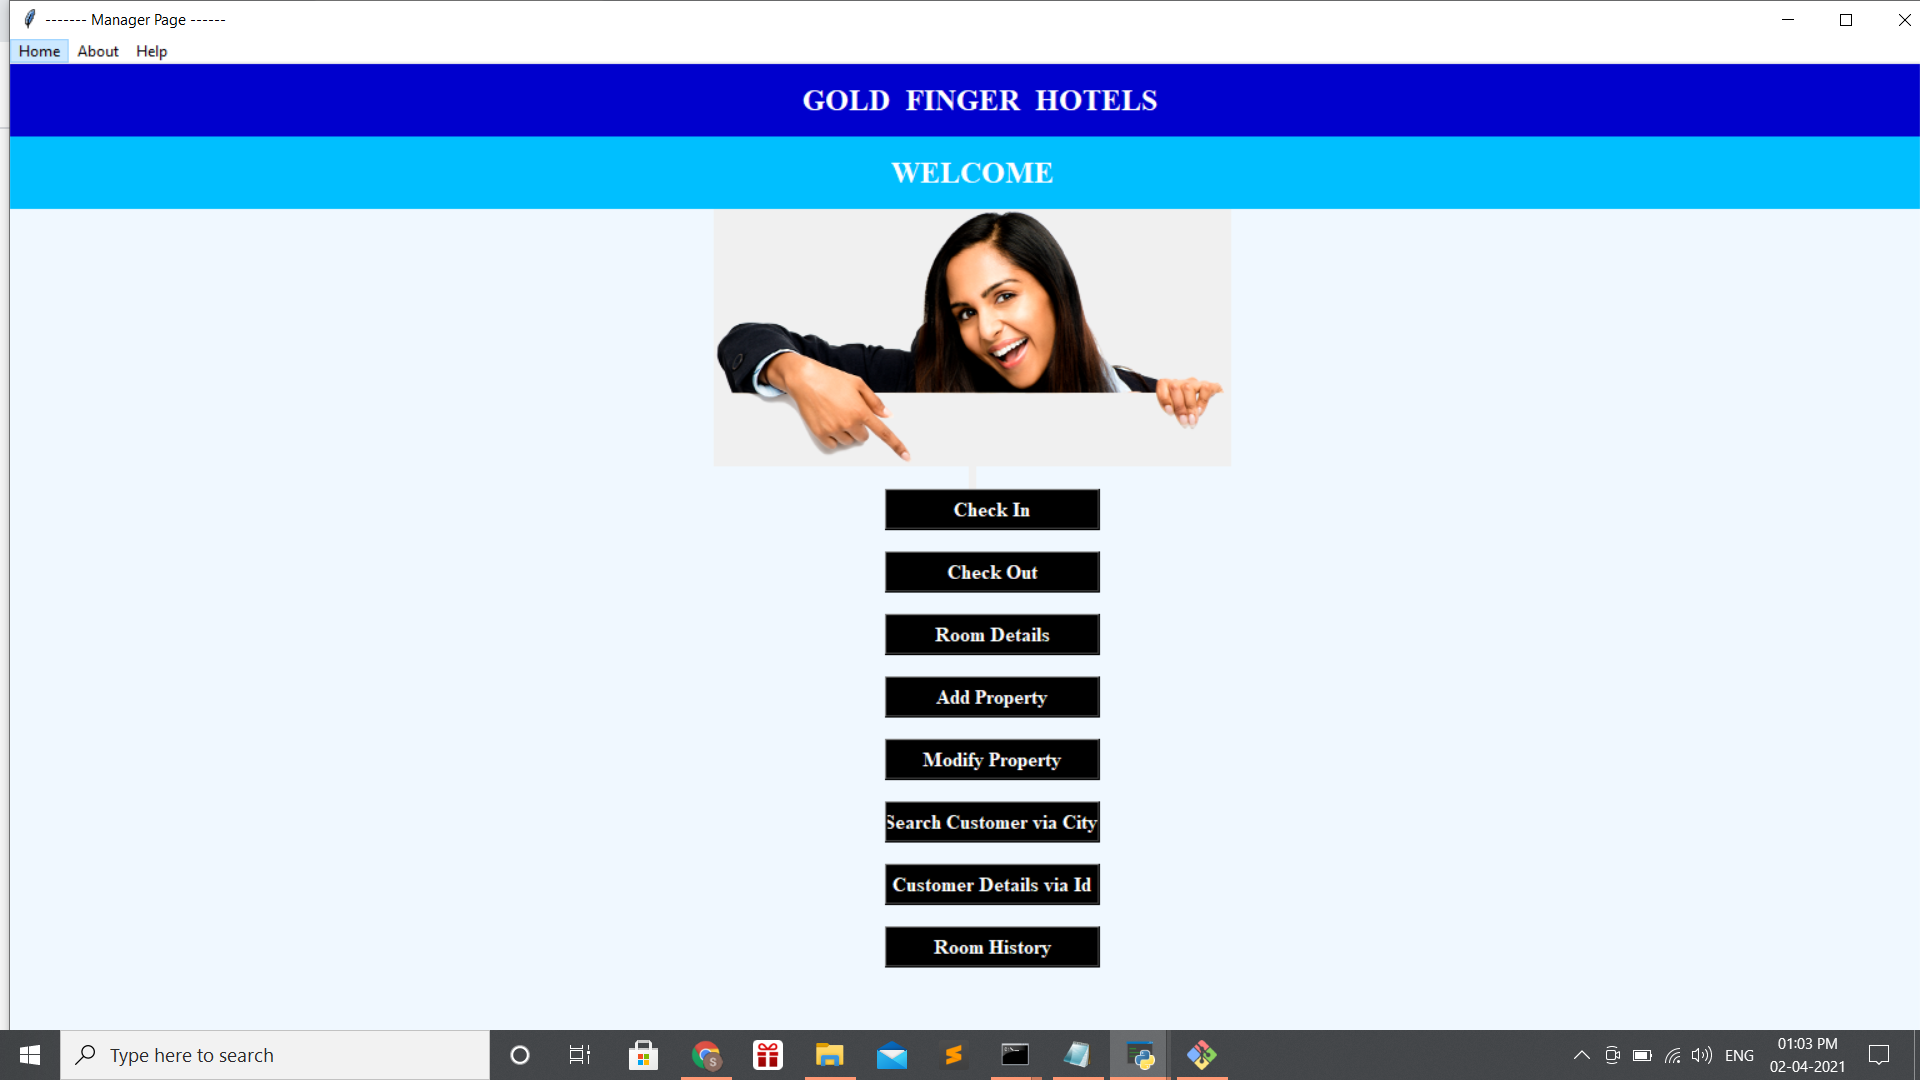 ------- Manager Page ------
Home About Help
GOLD FINGER HOTELS
WELCOME
Check In
Check Out
Room Details
Add Property
Modify Property
Search Customer via City
Customer Details via Id
Room History
Type here to search
S
ENG
01:03 PM
02-04-2021